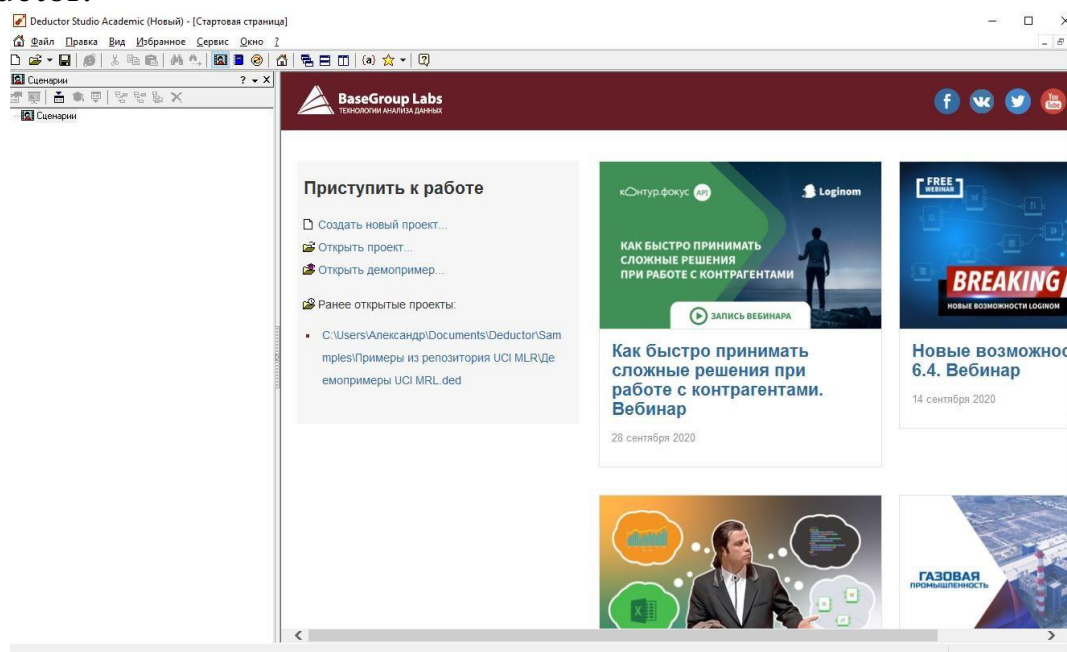 Deductor Studio Academic (Новый) - [Стартовая страница]
Файл Правка Вид Избранное Сервис Окно ?
Сценарии
Сценарии
BaseGroup Labs
ТЕХНОЛОГИИ АНАЛИЗА ДАННЫХ
Приступить к работе
Создать новый проект...
Открыть проект...
Открыть демопример...
Ранее открытые проекты:
C:\Users\Александр\Documents\Deductor\Sam
mples\Примеры из репозитория UCI MLR\Де
емопримеры UCI MRL.ded
контур.фокус API
Loginom
КАК БЫСТРО ПРИНИМАТЬ
СЛОЖНЫЕ РЕШЕНИЯ
ПРИ РАБОТЕ С КОНТРАГЕНТАМИ
ЗАПИСЬ ВЕБИНАРА
Как быстро принимать
сложные решения при
работе с контрагентами.
Вебинар
28 сентября 2020
FREE
WEBINAR
BREAKING
НОВЫЕ ВОЗМОЖНОСТИ LOGINOM
Новые возможнос
6.4. Вебинар
14 сентября 2020
ГАЗОВАЯ
ПРОМЫШЛЕННОСТЬ